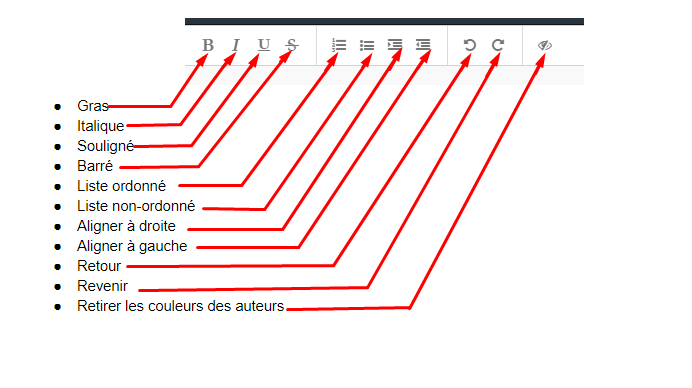 B I U S
Gras
Italique
Souligné
Barré
Liste ordonné
Liste non-ordonné
Aligner à droite
Aligner à gauche
Retour
Revenir
Retirer les couleurs des auteurs